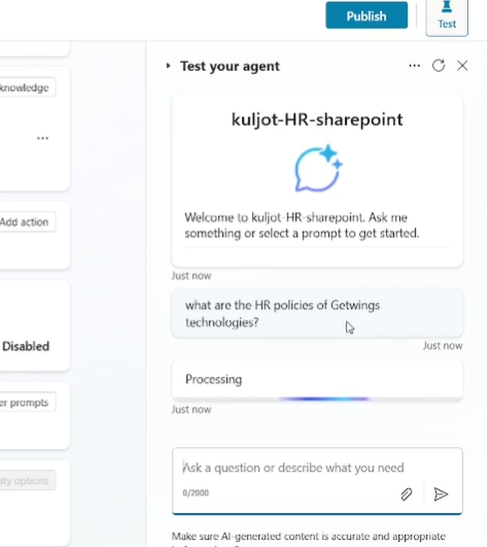 Publish
Test
Test your agent
knowledge
...
kuljot-HR-sharepoint
Add action
Welcome to kuljot-HR-sharepoint. Ask me
something or select a prompt to get started.
Just now
what are the HR policies of Getwings
technologies?
Disabled
Just now
Processing
er prompts
Just now
Ask a question or describe what you need
ity options
0/2000
Make sure AI-generated content is accurate and appropriate